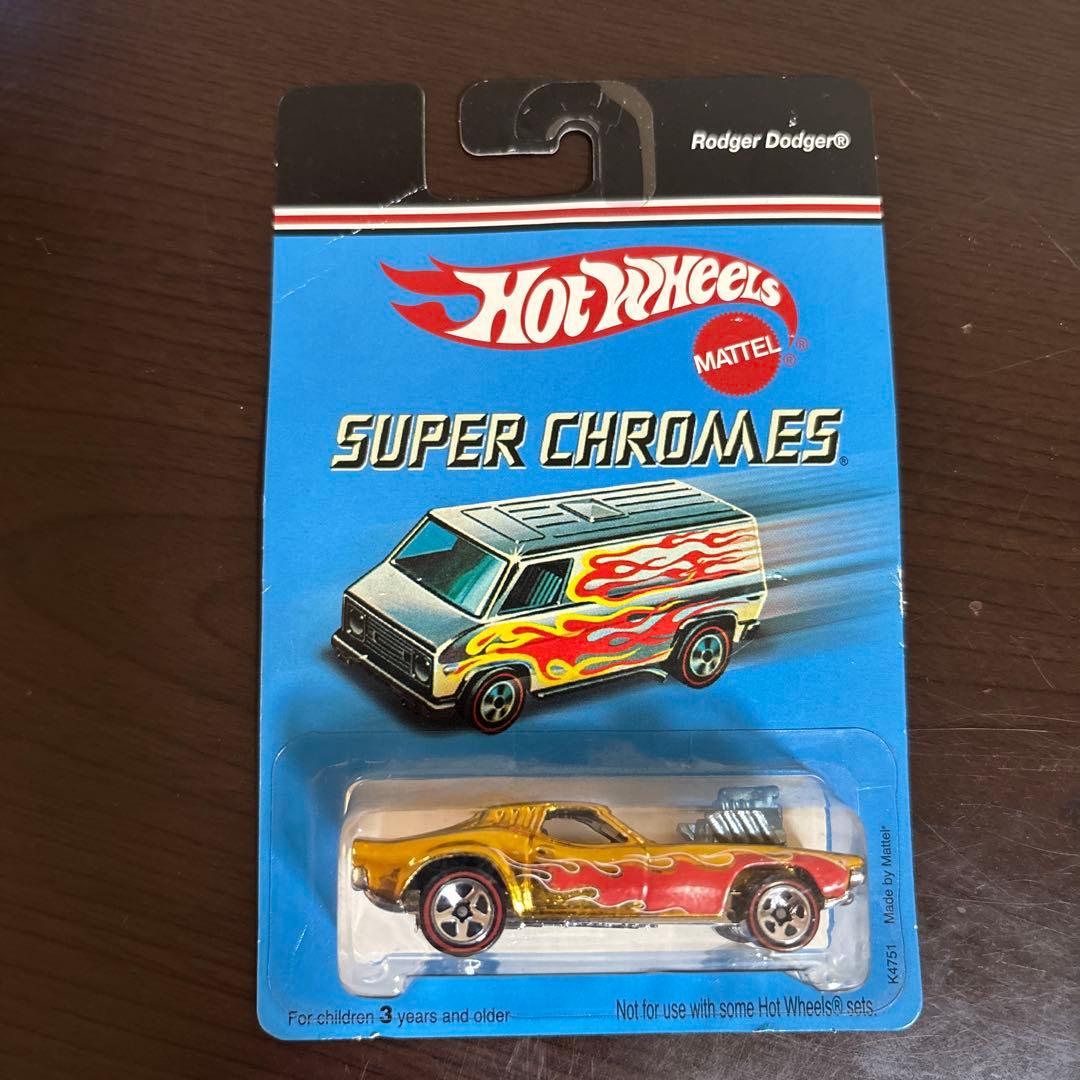 Rodger Dodger®
Hot Wheels®
MATTEL®
SUPER CHROMES®
K4751 Made by Mattel®
For children 3 years and older
Not for use with some Hot Wheels® sets.